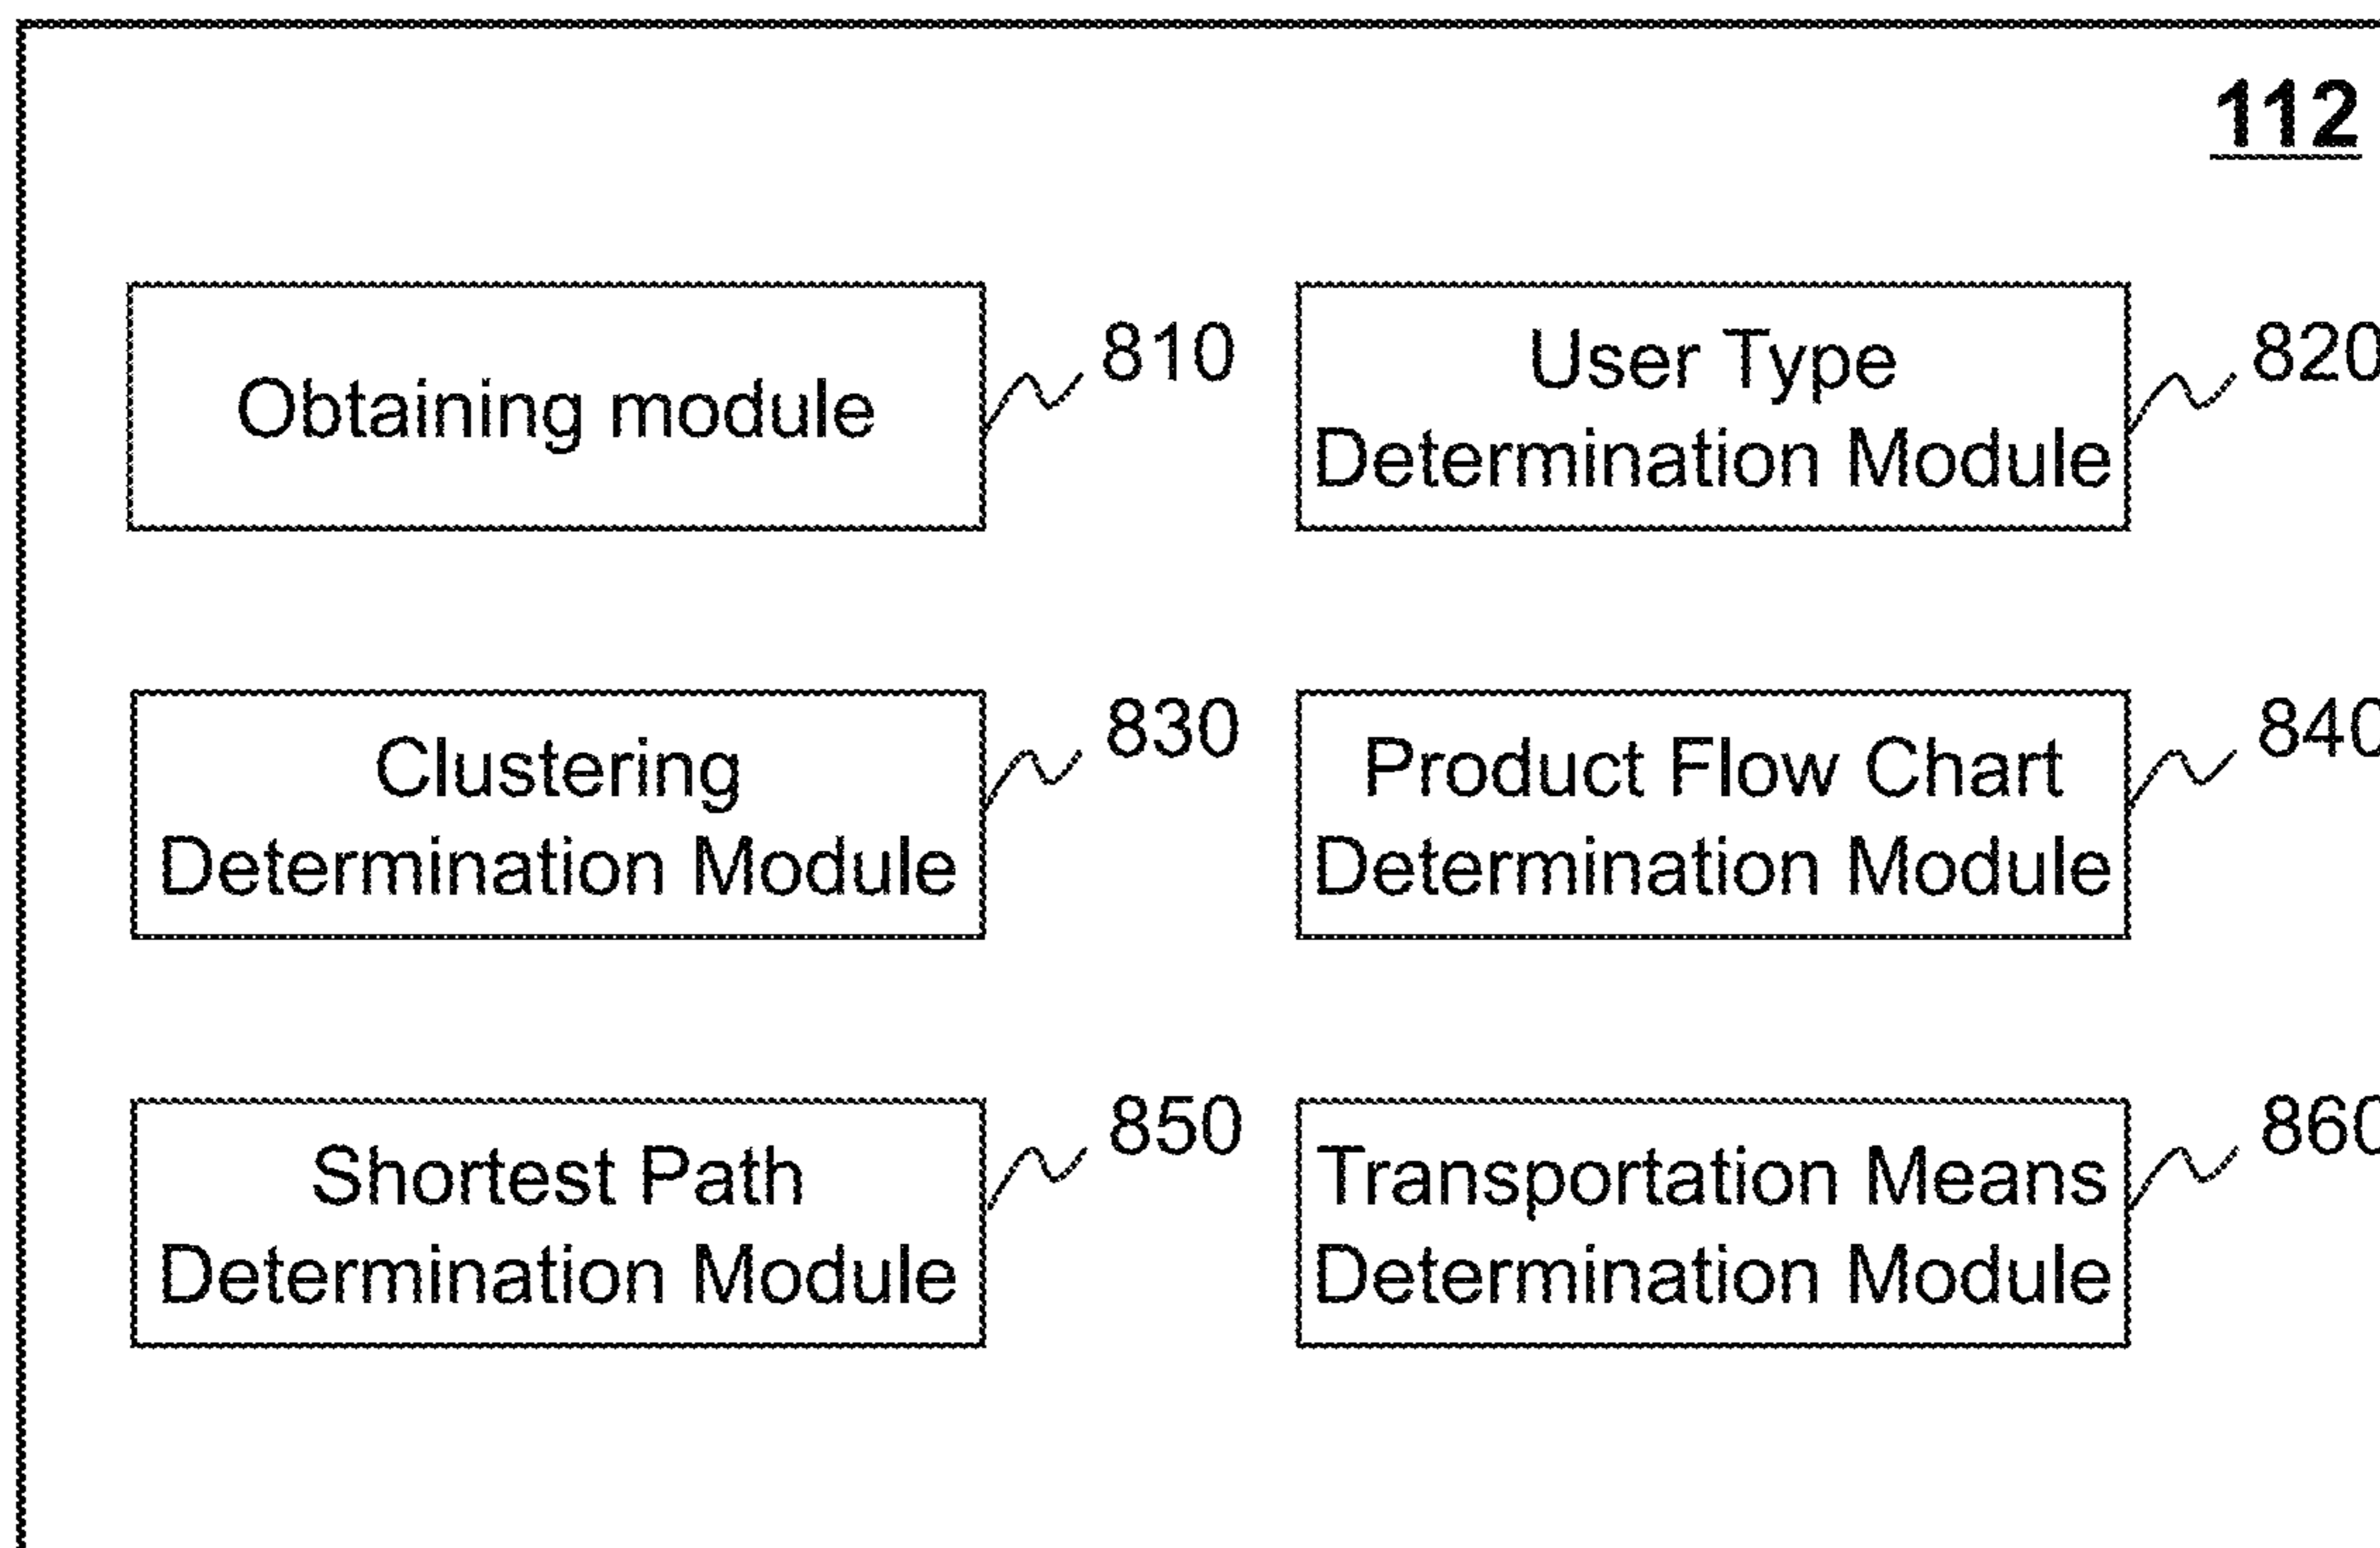 112
Obtaining module
810
User Type
Determination Module
820
Clustering
Determination Module
830
Product Flow Chart
Determination Module
840
Shortest Path
Determination Module
850
Transportation Means
Determination Module
860